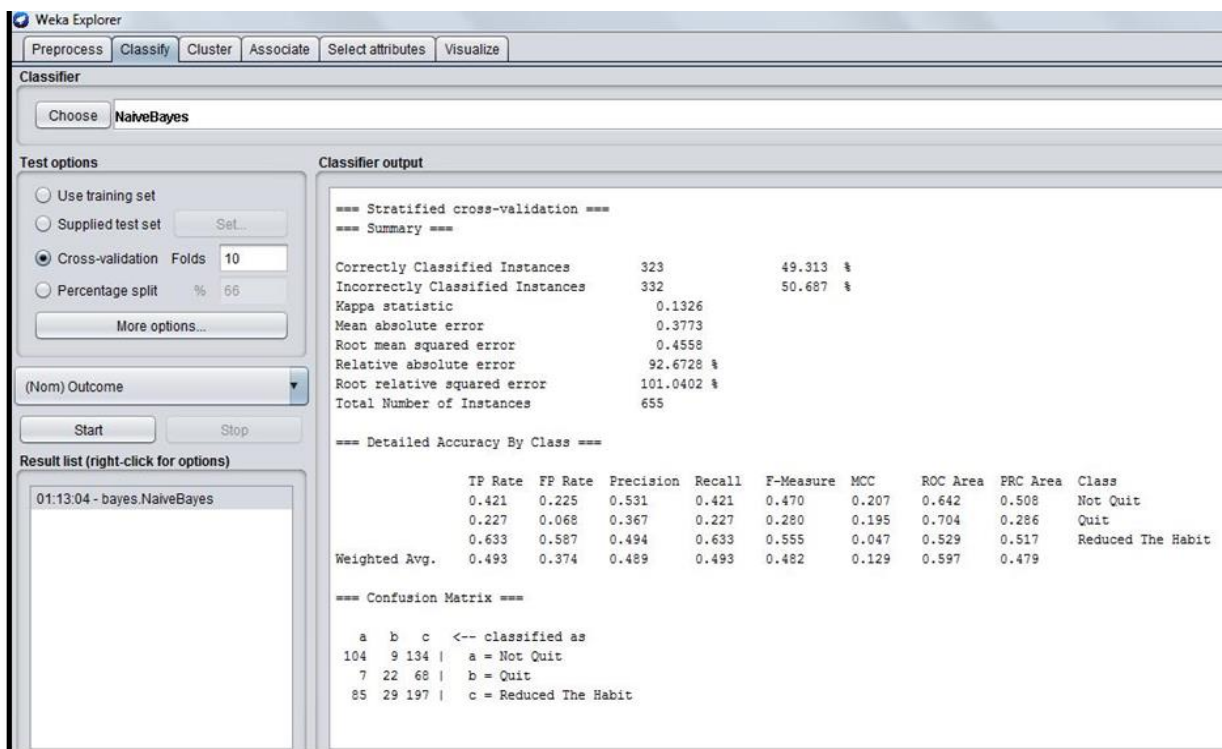 Weka Explorer
Preprocess Classify Cluster Associate Select attributes Visualize
Classifier
Choose NaiveBayes
Test options
Use training set
Supplied test set Set...
Cross-validation Folds 10
Percentage split % 66
More options...
(Nom) Outcome
Start Stop
Result list (right-click for options)
01:13:04 - bayes.NaiveBayes
Classifier output
=== Stratified cross-validation ===
=== Summary ===
Correctly Classified Instances 323 49.313 %
Incorrectly Classified Instances 332 50.687 %
Kappa statistic 0.1326
Mean absolute error 0.3773
Root mean squared error 0.4558
Relative absolute error 92.6728 %
Root relative squared error 101.0402 %
Total Number of Instances 655
=== Detailed Accuracy By Class ===
TP Rate FP Rate Precision Recall F-Measure MCC ROC Area PRC Area Class
0.421 0.225 0.531 0.421 0.470 0.207 0.642 0.508 Not Quit
0.227 0.068 0.367 0.227 0.280 0.195 0.704 0.286 Quit
0.633 0.587 0.494 0.633 0.555 0.047 0.529 0.517 Reduced The Habit
Weighted Avg. 0.493 0.374 0.489 0.493 0.482 0.129 0.597 0.479
=== Confusion Matrix ===
a b c <-- classified as
104 9 134 | a = Not Quit
7 22 68 | b = Quit
85 29 197 | c = Reduced The Habit